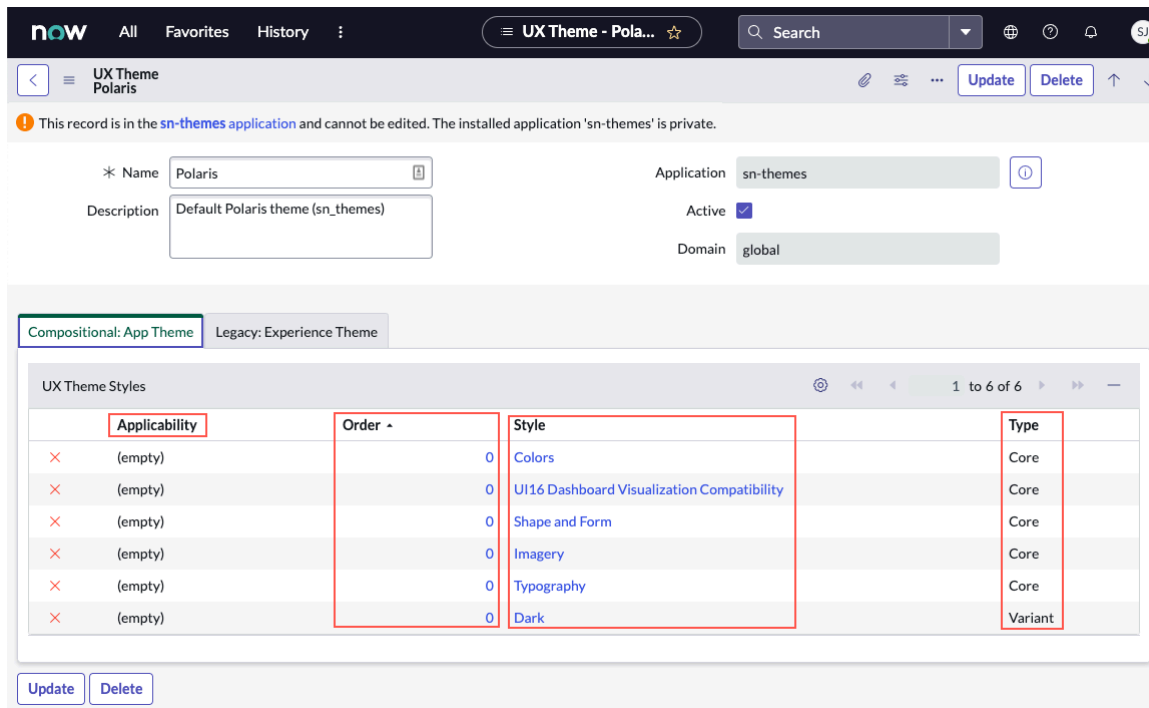 now All Favorites History UX Theme - Pola... Search SJ
UX Theme
Polaris
Update Delete
This record is in the sn-themes application and cannot be edited. The installed application 'sn-themes' is private.
Name Polaris
Application sn-themes
Description Default Polaris theme (sn_themes)
Active
Domain global
Compositional: App Theme Legacy: Experience Theme
UX Theme Styles 1 to 6 of 6
Applicability Order Style Type
(empty) 0 Colors Core
(empty) 0 UI16 Dashboard Visualization Compatibility Core
(empty) 0 Shape and Form Core
(empty) 0 Imagery Core
(empty) 0 Typography Core
(empty) 0 Dark Variant
Update Delete